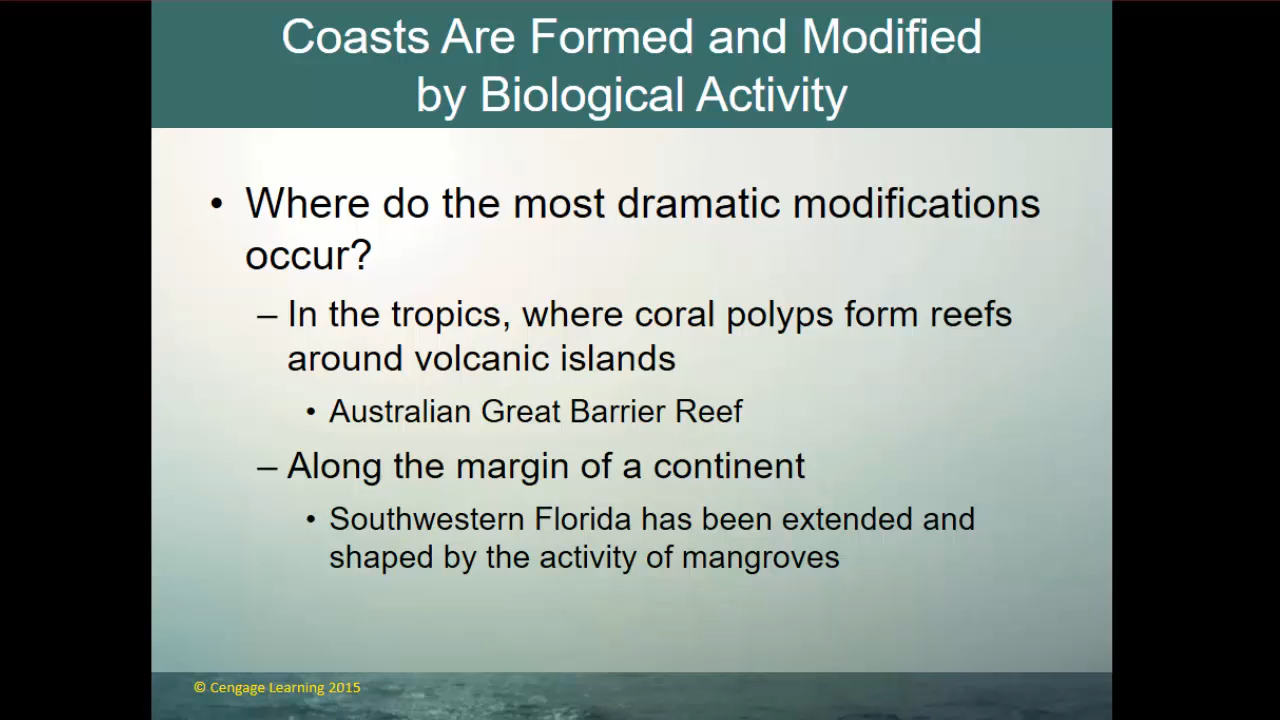 Coasts Are Formed and Modified
by Biological Activity
• Where do the most dramatic modifications
occur?
– In the tropics, where coral polyps form reefs
around volcanic islands
• Australian Great Barrier Reef
– Along the margin of a continent
• Southwestern Florida has been extended and
shaped by the activity of mangroves
© Cengage Learning 2015